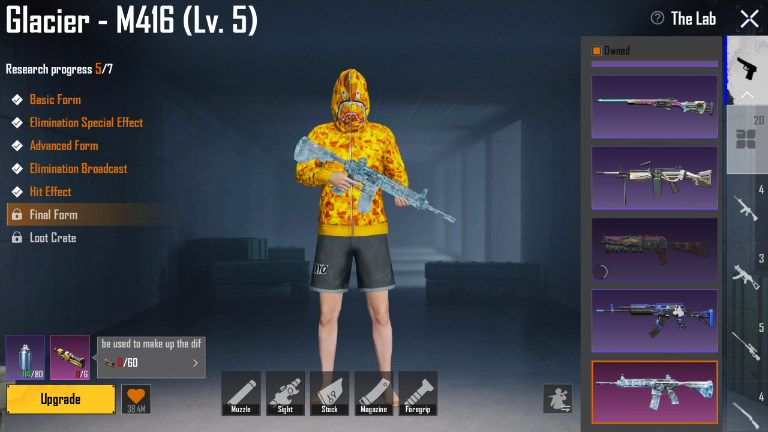 Glacier - M416 (Lv. 5)
The Lab
Research progress 5/7
Basic Form
Elimination Special Effect
Advanced Form
Elimination Broadcast
Hit Effect
Final Form
Loot Crate
Owned
20
4
3
5
4
be used to make up the dif
0/60
0/6
Upgrade
38.4M
Muzzle
Sight
Stock
Magazine
Foregrip